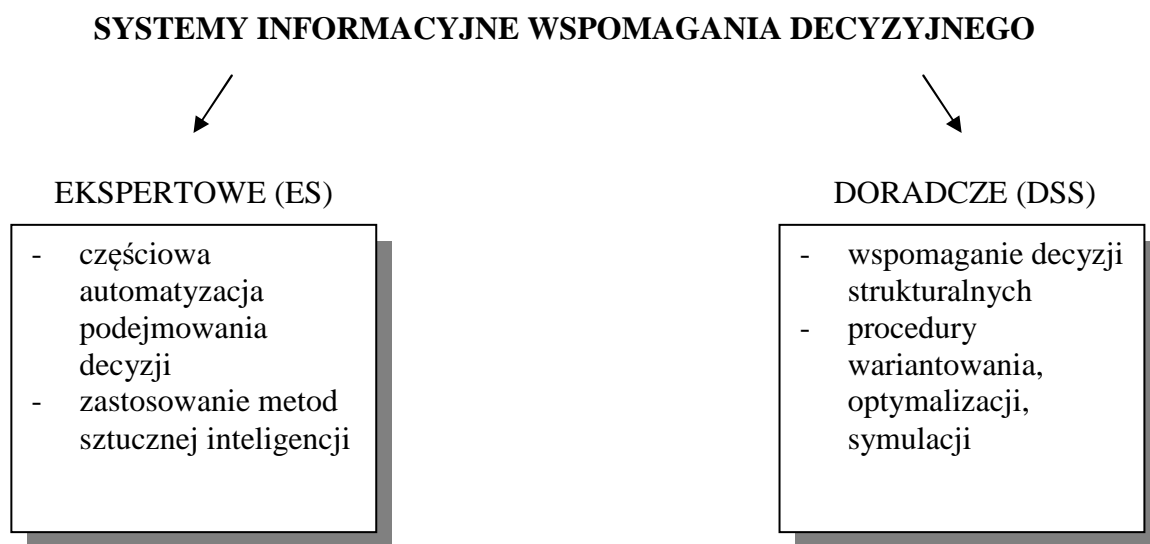 SYSTEMY INFORMACYJNE WSPOMAGANIA DECYZYJNEGO
EKSPERTOWE (ES)
- częściowa
automatyzacja
podejmowania
decyzji
- zastosowanie metod
sztucznej inteligencji
DORADCZE (DSS)
- wspomaganie decyzji
strukturalnych
- procedury
wariantowania,
optymalizacji,
symulacji